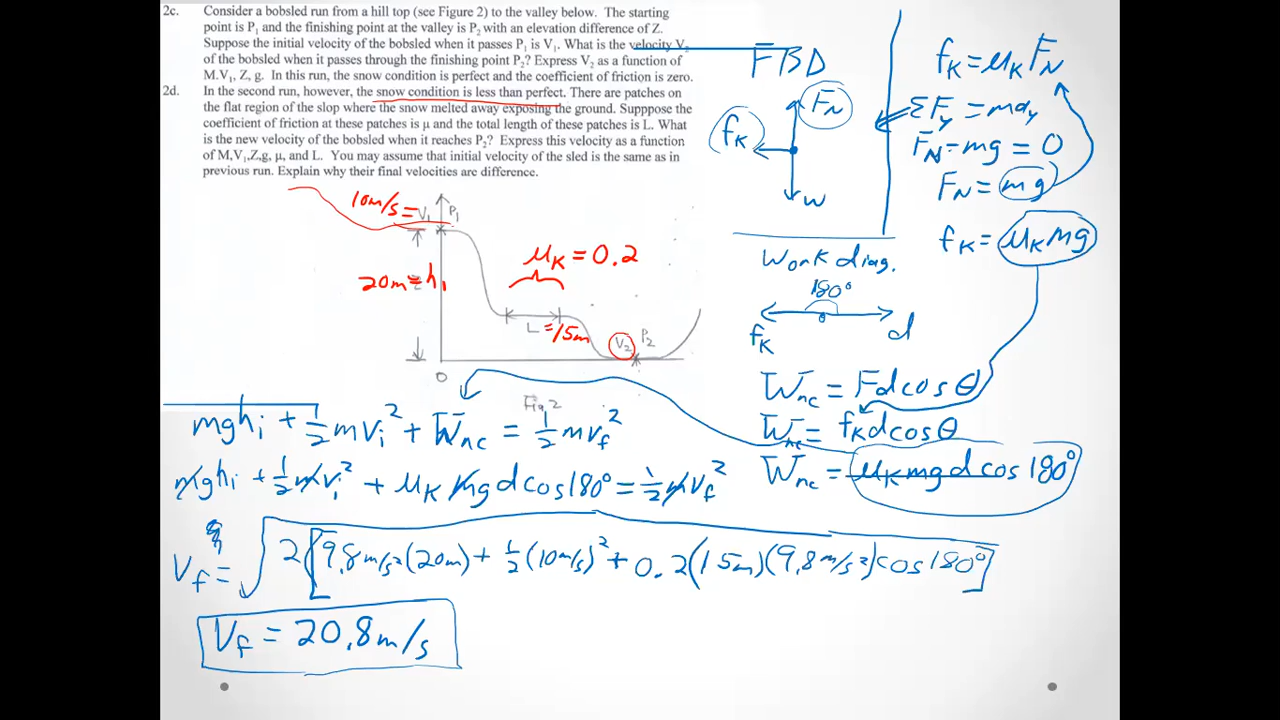 2c. Consider a bobsled run from a hill top (see Figure 2) to the valley below. The starting
point is P₁ and the finishing point at the valley is P₂ with an elevation difference of Z.
Suppose the initial velocity of the bobsled when it passes P₁ is V₁. What is the velocity V₂
of the bobsled when it passes through the finishing point P₂? Express V₂ as a function of
M,V₁, Z, g. In this run, the snow condition is perfect and the coefficient of friction is zero.
2d. In the second run, however, the snow condition is less than perfect. There are patches on
the flat region of the slop where the snow melted away exposing the ground. Supppose the
coefficient of friction at these patches is μ and the total length of these patches is L. What
is the new velocity of the bobsled when it reaches P₂? Express this velocity as a function
of M,V₁,Z,g, μ, and L. You may assume that initial velocity of the sled is the same as in
previous run. Explain why their final velocities are difference.
10m/s = V₁ P₁
μK = 0.2
20m = h₁
L = 15m
V₂ P₂
O
Fig 2
FBD
FN
fK
W
fK = μK FN
ΣFy = may
FN - mg = 0
FN = mg
fK = μK mg
Work diag.
180°
θ
fK d
Wnc = Fd cos θ
Wnc = fK d cos θ
Wnc = μK mg d cos 180°
mghi + 1/2 mvi² + Wnc = 1/2 mvf²
mghi + 1/2 mvi² + μK mg d cos 180° = 1/2 mvf²
Vf = √2[9.8m/s²(20m) + 1/2 (10m/s)² + 0.2(15m)(9.8m/s²)cos 180°]
Vf = 20.8m/s